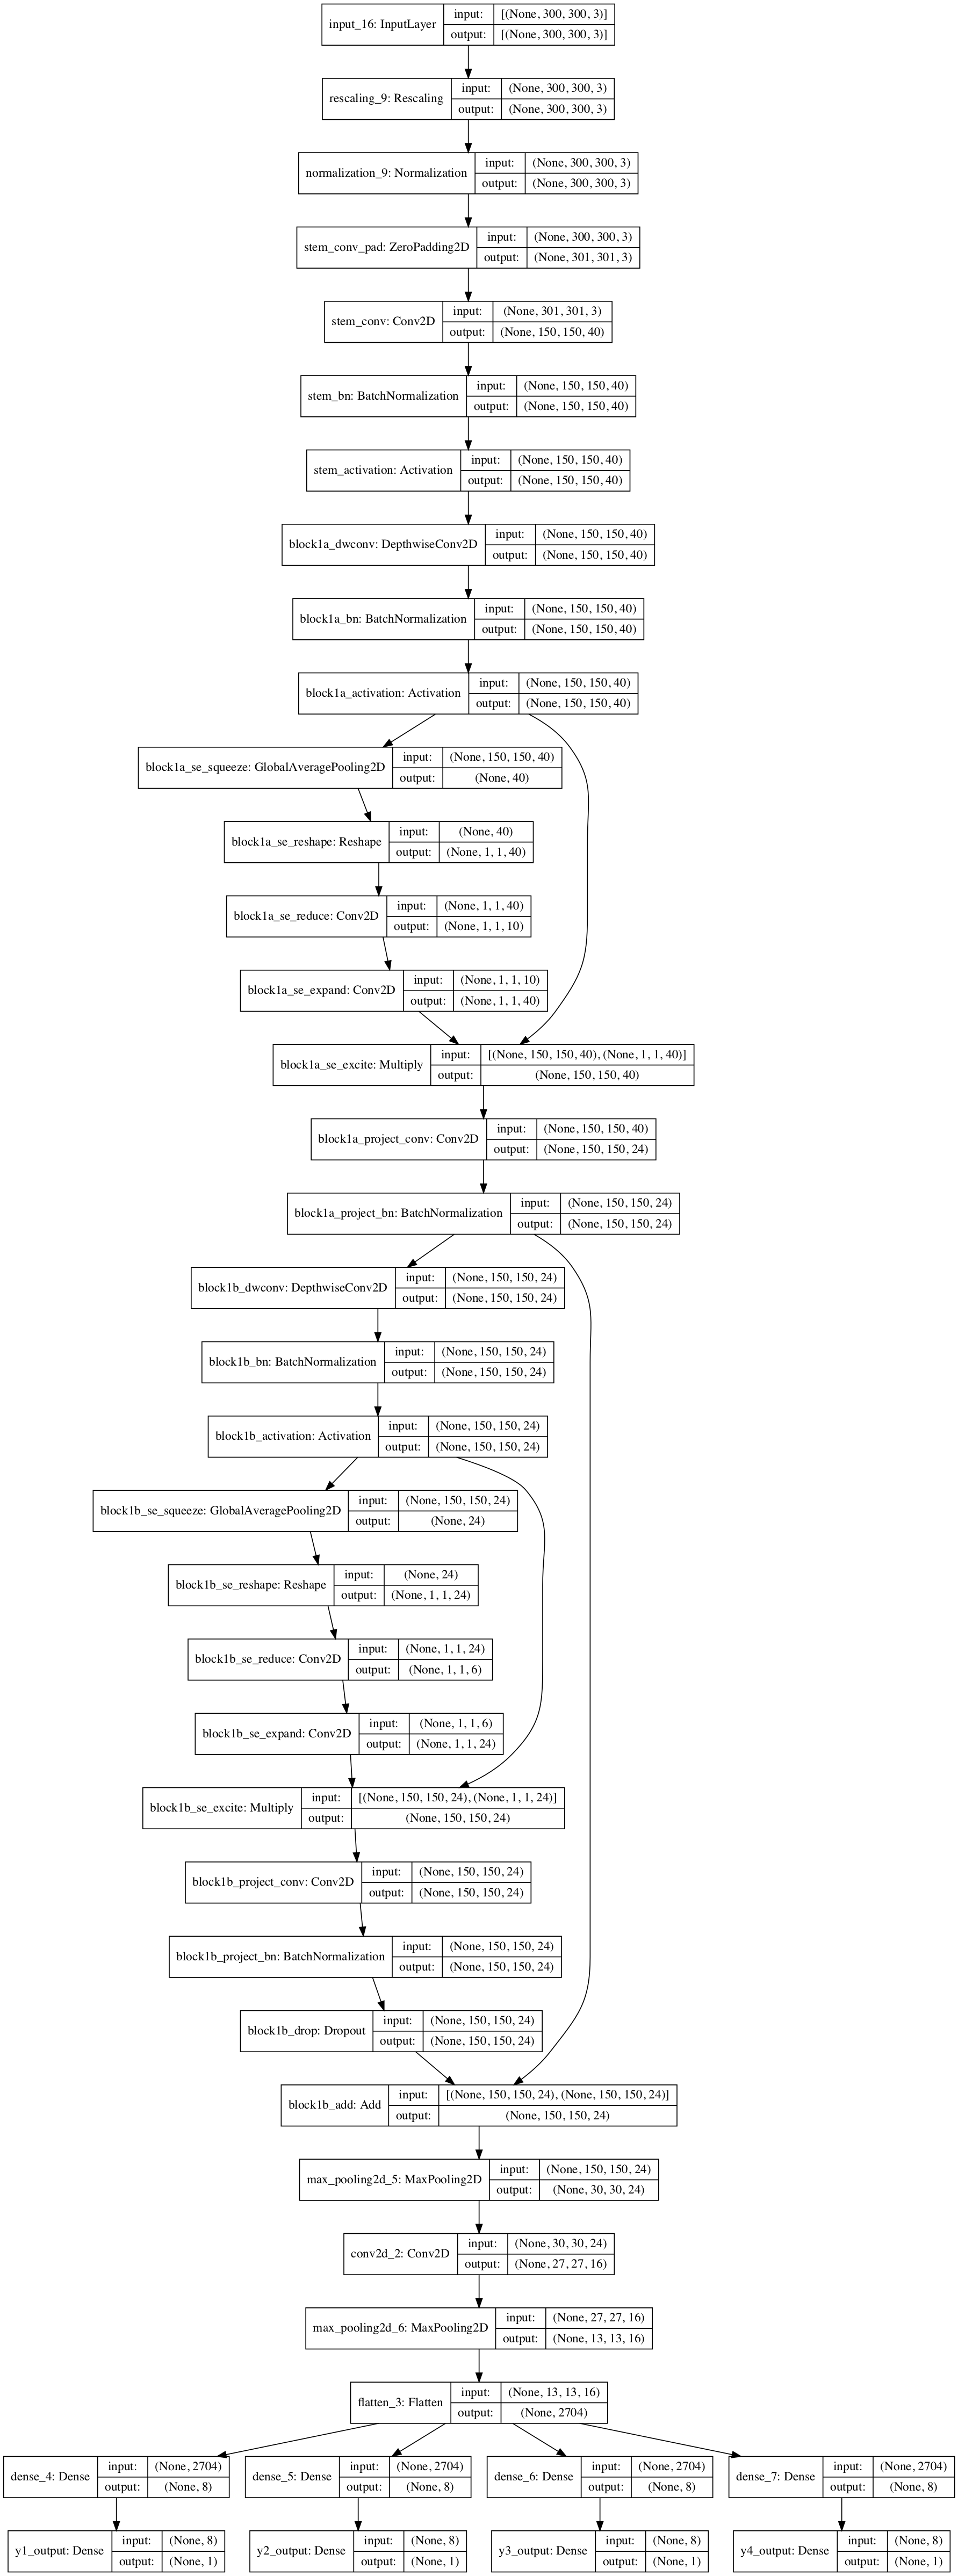 input_16: InputLayer
input: [(None, 300, 300, 3)]
output: [(None, 300, 300, 3)]
rescaling_9: Rescaling
input: (None, 300, 300, 3)
output: (None, 300, 300, 3)
normalization_9: Normalization
input: (None, 300, 300, 3)
output: (None, 300, 300, 3)
stem_conv_pad: ZeroPadding2D
input: (None, 300, 300, 3)
output: (None, 301, 301, 3)
stem_conv: Conv2D
input: (None, 301, 301, 3)
output: (None, 150, 150, 40)
stem_bn: BatchNormalization
input: (None, 150, 150, 40)
output: (None, 150, 150, 40)
stem_activation: Activation
input: (None, 150, 150, 40)
output: (None, 150, 150, 40)
block1a_dwconv: DepthwiseConv2D
input: (None, 150, 150, 40)
output: (None, 150, 150, 40)
block1a_bn: BatchNormalization
input: (None, 150, 150, 40)
output: (None, 150, 150, 40)
block1a_activation: Activation
input: (None, 150, 150, 40)
output: (None, 150, 150, 40)
block1a_se_squeeze: GlobalAveragePooling2D
input: (None, 150, 150, 40)
output: (None, 40)
block1a_se_reshape: Reshape
input: (None, 40)
output: (None, 1, 1, 40)
block1a_se_reduce: Conv2D
input: (None, 1, 1, 40)
output: (None, 1, 1, 10)
block1a_se_expand: Conv2D
input: (None, 1, 1, 10)
output: (None, 1, 1, 40)
block1a_se_excite: Multiply
input: [(None, 150, 150, 40), (None, 1, 1, 40)]
output: (None, 150, 150, 40)
block1a_project_conv: Conv2D
input: (None, 150, 150, 40)
output: (None, 150, 150, 24)
block1a_project_bn: BatchNormalization
input: (None, 150, 150, 24)
output: (None, 150, 150, 24)
block1b_dwconv: DepthwiseConv2D
input: (None, 150, 150, 24)
output: (None, 150, 150, 24)
block1b_bn: BatchNormalization
input: (None, 150, 150, 24)
output: (None, 150, 150, 24)
block1b_activation: Activation
input: (None, 150, 150, 24)
output: (None, 150, 150, 24)
block1b_se_squeeze: GlobalAveragePooling2D
input: (None, 150, 150, 24)
output: (None, 24)
block1b_se_reshape: Reshape
input: (None, 24)
output: (None, 1, 1, 24)
block1b_se_reduce: Conv2D
input: (None, 1, 1, 24)
output: (None, 1, 1, 6)
block1b_se_expand: Conv2D
input: (None, 1, 1, 6)
output: (None, 1, 1, 24)
block1b_se_excite: Multiply
input: [(None, 150, 150, 24), (None, 1, 1, 24)]
output: (None, 150, 150, 24)
block1b_project_conv: Conv2D
input: (None, 150, 150, 24)
output: (None, 150, 150, 24)
block1b_project_bn: BatchNormalization
input: (None, 150, 150, 24)
output: (None, 150, 150, 24)
block1b_drop: Dropout
input: (None, 150, 150, 24)
output: (None, 150, 150, 24)
block1b_add: Add
input: [(None, 150, 150, 24), (None, 150, 150, 24)]
output: (None, 150, 150, 24)
max_pooling2d_5: MaxPooling2D
input: (None, 150, 150, 24)
output: (None, 30, 30, 24)
conv2d_2: Conv2D
input: (None, 30, 30, 24)
output: (None, 27, 27, 16)
max_pooling2d_6: MaxPooling2D
input: (None, 27, 27, 16)
output: (None, 13, 13, 16)
flatten_3: Flatten
input: (None, 13, 13, 16)
output: (None, 2704)
dense_4: Dense
input: (None, 2704)
output: (None, 8)
dense_5: Dense
input: (None, 2704)
output: (None, 8)
dense_6: Dense
input: (None, 2704)
output: (None, 8)
dense_7: Dense
input: (None, 2704)
output: (None, 8)
y1_output: Dense
input: (None, 8)
output: (None, 1)
y2_output: Dense
input: (None, 8)
output: (None, 1)
y3_output: Dense
input: (None, 8)
output: (None, 1)
y4_output: Dense
input: (None, 8)
output: (None, 1)